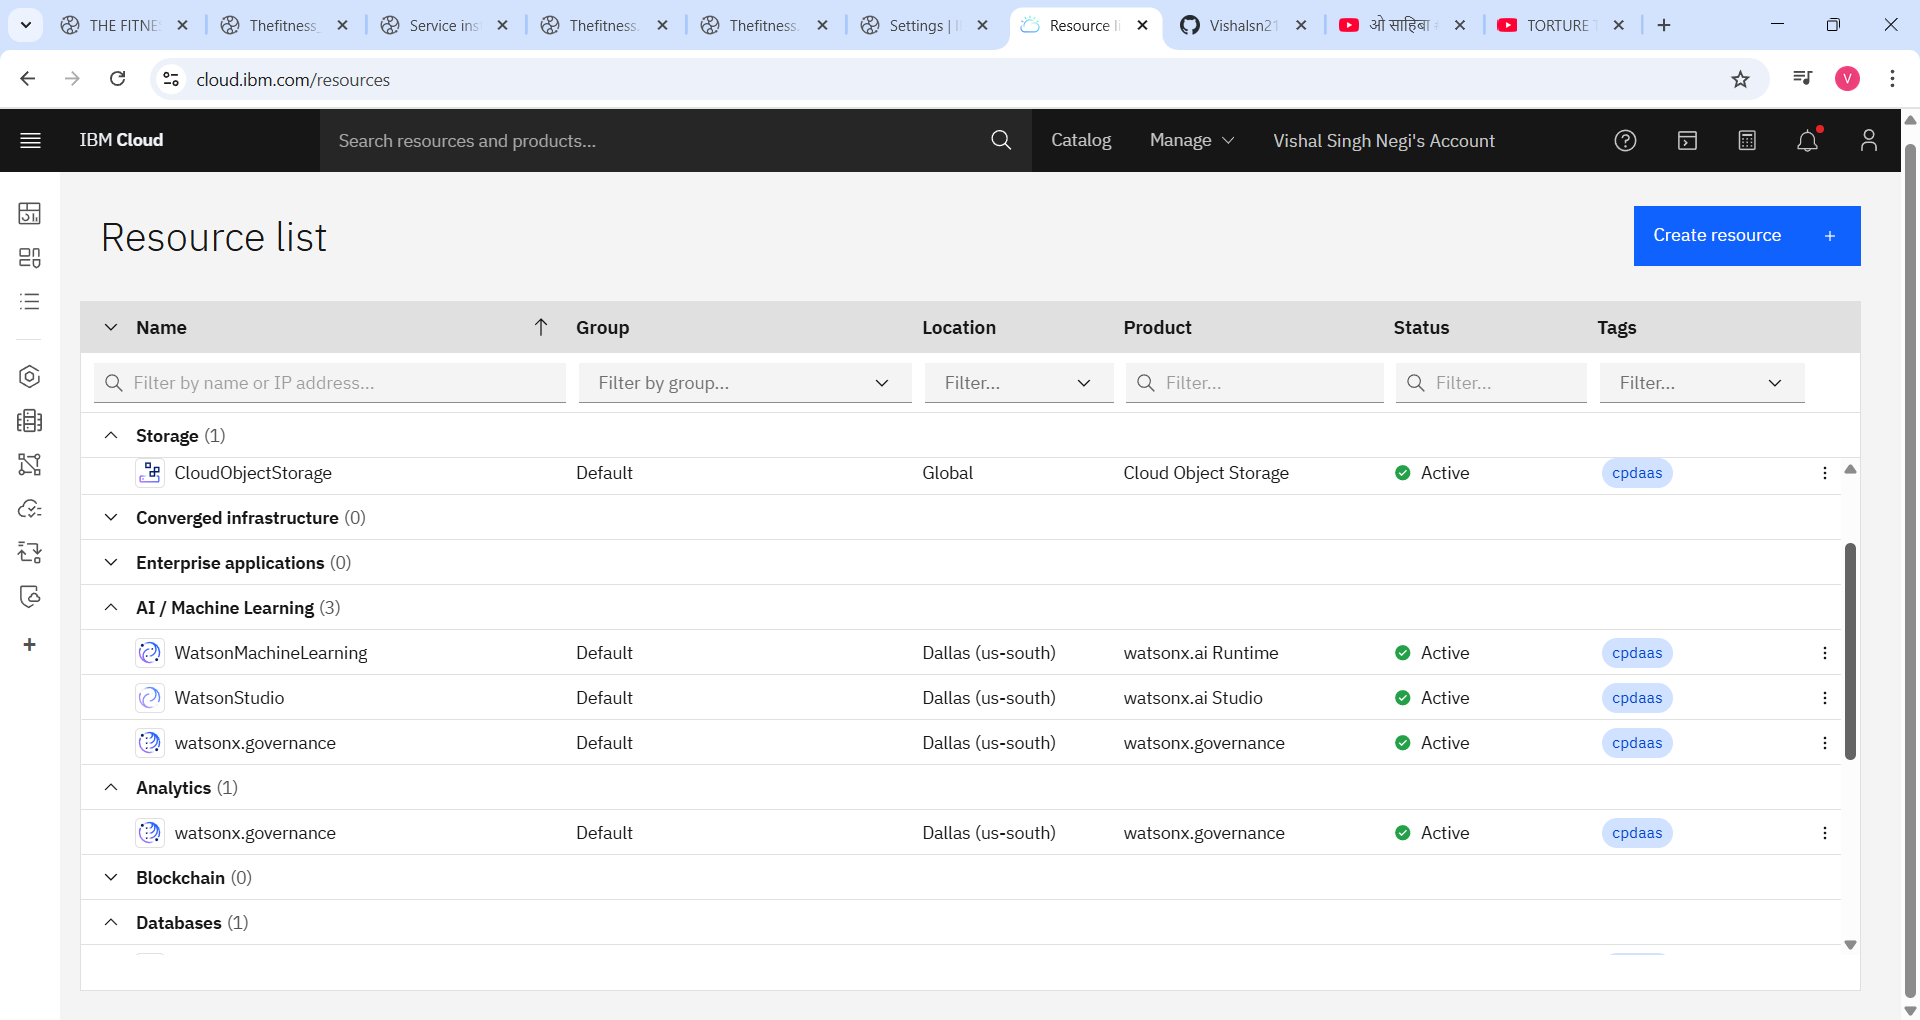 THE FITNE
Thefitness_
Service ins
Thefitness.
Thefitness.
Settings | I
Resource li
Vishalsn21
ओ साहिबा
TORTURE T
cloud.ibm.com/resources
V
IBM Cloud
Search resources and products...
Catalog
Manage
Vishal Singh Negi's Account
Resource list
Create resource +
Name Group Location Product Status Tags
Filter by name or IP address... Filter by group... Filter... Filter... Filter... Filter...
Storage (1)
CloudObjectStorage Default Global Cloud Object Storage Active cpdaas
Converged infrastructure (0)
Enterprise applications (0)
AI / Machine Learning (3)
WatsonMachineLearning Default Dallas (us-south) watsonx.ai Runtime Active cpdaas
WatsonStudio Default Dallas (us-south) watsonx.ai Studio Active cpdaas
watsonx.governance Default Dallas (us-south) watsonx.governance Active cpdaas
Analytics (1)
watsonx.governance Default Dallas (us-south) watsonx.governance Active cpdaas
Blockchain (0)
Databases (1)